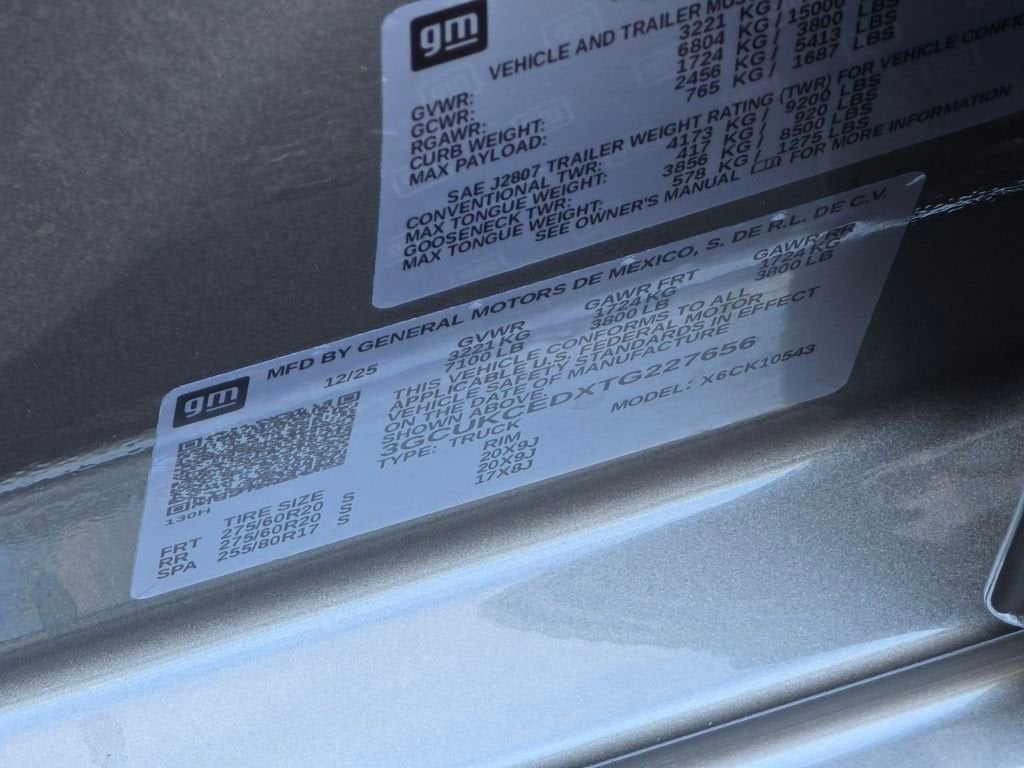 gm
VEHICLE AND TRAILER
GVWR: 3221 KG /
GCWR: 6804 KG / 15000 LBS
RGAWR: 1724 KG / 3800 LBS
CURB WEIGHT: 2456 KG / 5413 LBS
MAX PAYLOAD: 765 KG / 1687 LBS
SAE J2807 TRAILER WEIGHT RATING (TWR) FOR VEHICLE
CONVENTIONAL TWR: 4173 KG / 9200 LBS
MAX TONGUE WEIGHT: 417 KG / 920 LBS
GOOSENECK TWR: 3856 KG / 8500 LBS
MAX TONGUE WEIGHT: 578 KG / 1275 LBS
SEE OWNER'S MANUAL FOR MORE INFORMATION
gm
MFD BY GENERAL MOTORS DE MEXICO, S. DE R.L. DE C.V.
12/25 GVWR GAWR FRT GAWR RR
3221 KG 1724 KG 1724 KG
7100 LB 3800 LB 3800 LB
THIS VEHICLE CONFORMS TO ALL
APPLICABLE U.S. FEDERAL MOTOR
VEHICLE SAFETY STANDARDS IN EFFECT
ON THE DATE OF MANUFACTURE
SHOWN ABOVE.
3GCUKCEDXTG227656
TYPE: TRUCK MODEL: X6CK10543
130H
TIRE SIZE RIM
FRT 275/60R20 S 20X9J
RR 275/60R20 S 20X9J
SPA 255/80R17 S 17X8J